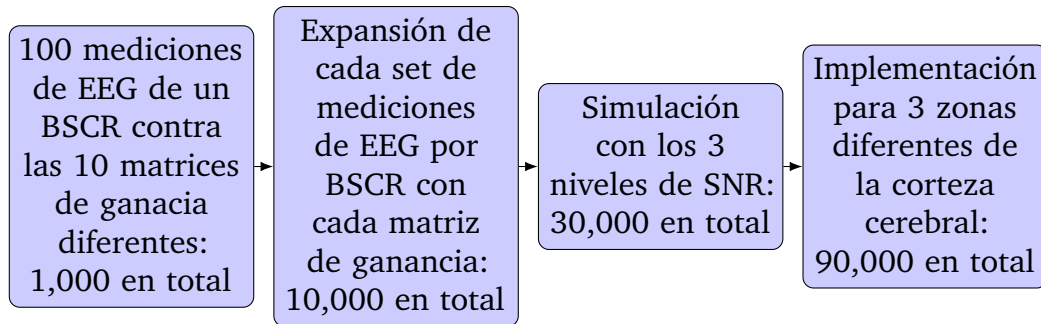 100 mediciones
de EEG de un
BSCR contra
las 10 matrices
de ganacia
diferentes:
1,000 en total
Expansión de
cada set de
mediciones
de EEG por
BSCR con
cada matriz
de ganancia:
10,000 en total
Simulación
con los 3
niveles de SNR:
30,000 en total
Implementación
para 3 zonas
diferentes de
la corteza
cerebral:
90,000 en total